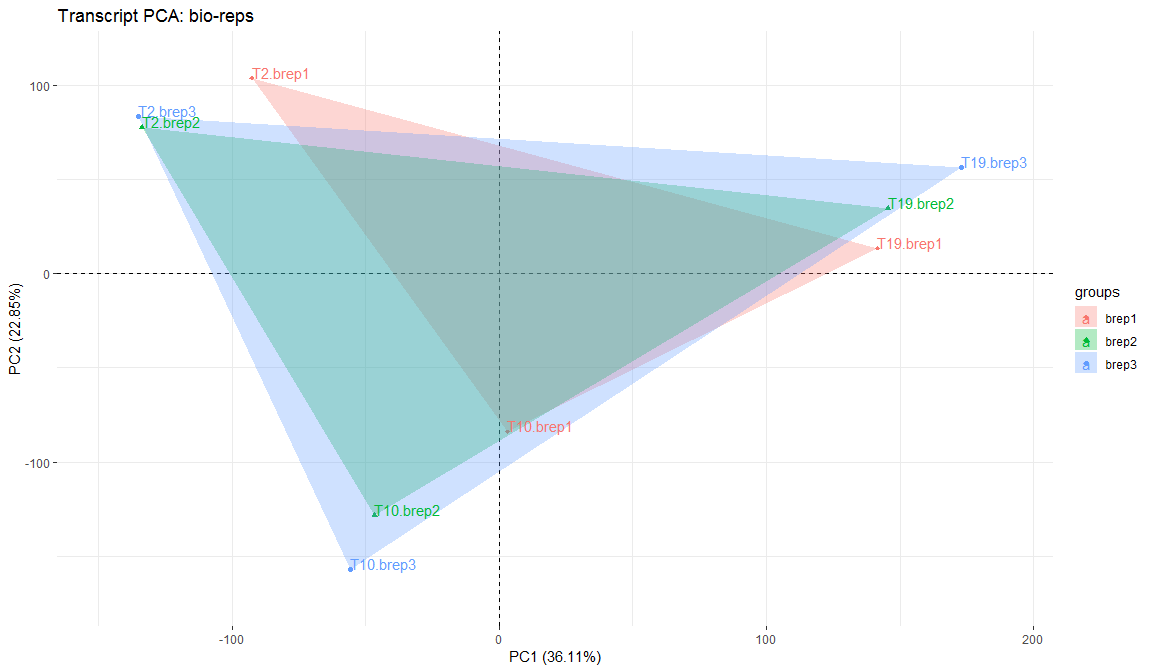 Transcript PCA: bio-reps
T2.brep1
100
T2.brep3
T2.brep2
T19.brep3
T19.brep2
T19.brep1
0
PC2 (22.85%)
groups
a brep1
a brep2
a brep3
T10.brep1
-100
T10.brep2
T10.brep3
-100
0
100
200
PC1 (36.11%)